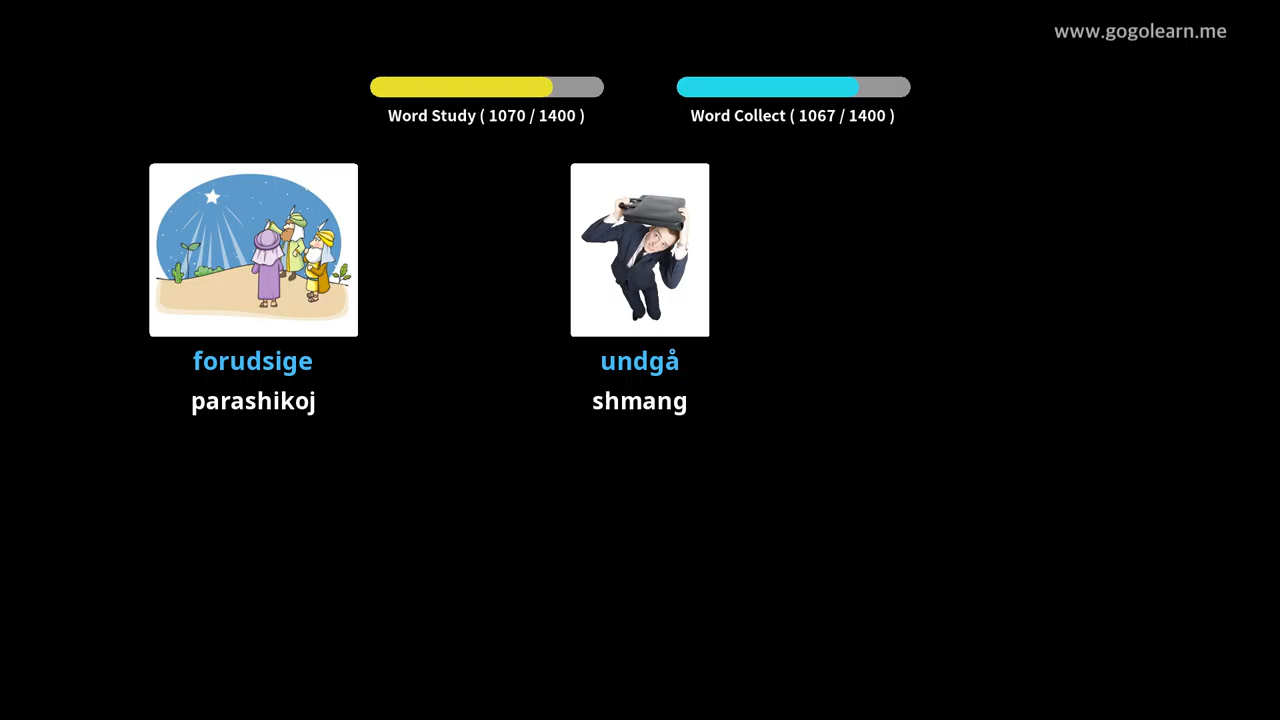 www.gogolearn.me
Word Study ( 1070 / 1400 )
Word Collect ( 1067 / 1400 )
forudsige
undgå
parashikoj
shmang